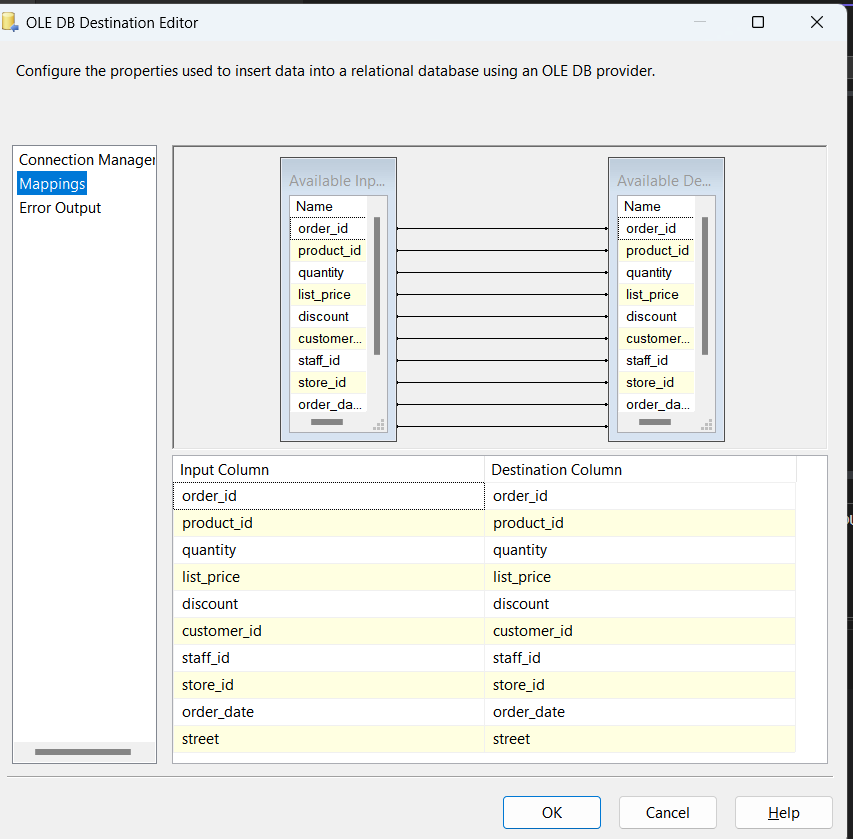 OLE DB Destination Editor
Configure the properties used to insert data into a relational database using an OLE DB provider.
Connection Manager
Mappings
Error Output
Available Inp...
Name
order_id
product_id
quantity
list_price
discount
customer...
staff_id
store_id
order_da...
Available De...
Name
order_id
product_id
quantity
list_price
discount
customer...
staff_id
store_id
order_da...
Input Column Destination Column
order_id order_id
product_id product_id
quantity quantity
list_price list_price
discount discount
customer_id customer_id
staff_id staff_id
store_id store_id
order_date order_date
street street
OK Cancel Help